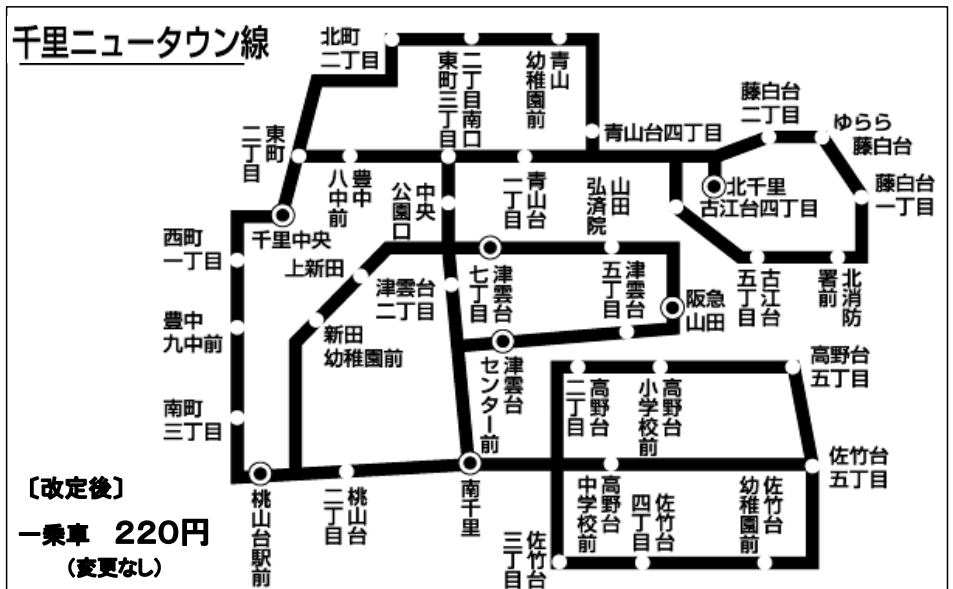 千里ニュータウン線
北町
二丁目
二丁目南口
東町三丁目
青山
幼稚園前
青山台四丁目
藤白台
二丁目
ゆらら
藤白台
藤白台
一丁目
東町
二丁目
豊中
八中前
中央
公園口
青山台
一丁目
山田
弘済院
北千里
古江台四丁目
千里中央
西町
一丁目
上新田
津雲台
二丁目
津雲台
七丁目
津雲台
五丁目
阪急
山田
古江台
五丁目
北消防
署前
豊中
九中前
新田
幼稚園前
津雲台
センター前
高野台
二丁目
高野台
小学校前
高野台
五丁目
南町
三丁目
桃山台駅前
桃山台
二丁目
南千里
高野台
中学校前
佐竹台
四丁目
佐竹台
幼稚園前
佐竹台
五丁目
佐竹台
三丁目
〔改定後〕
一乗車 220円
(変更なし)